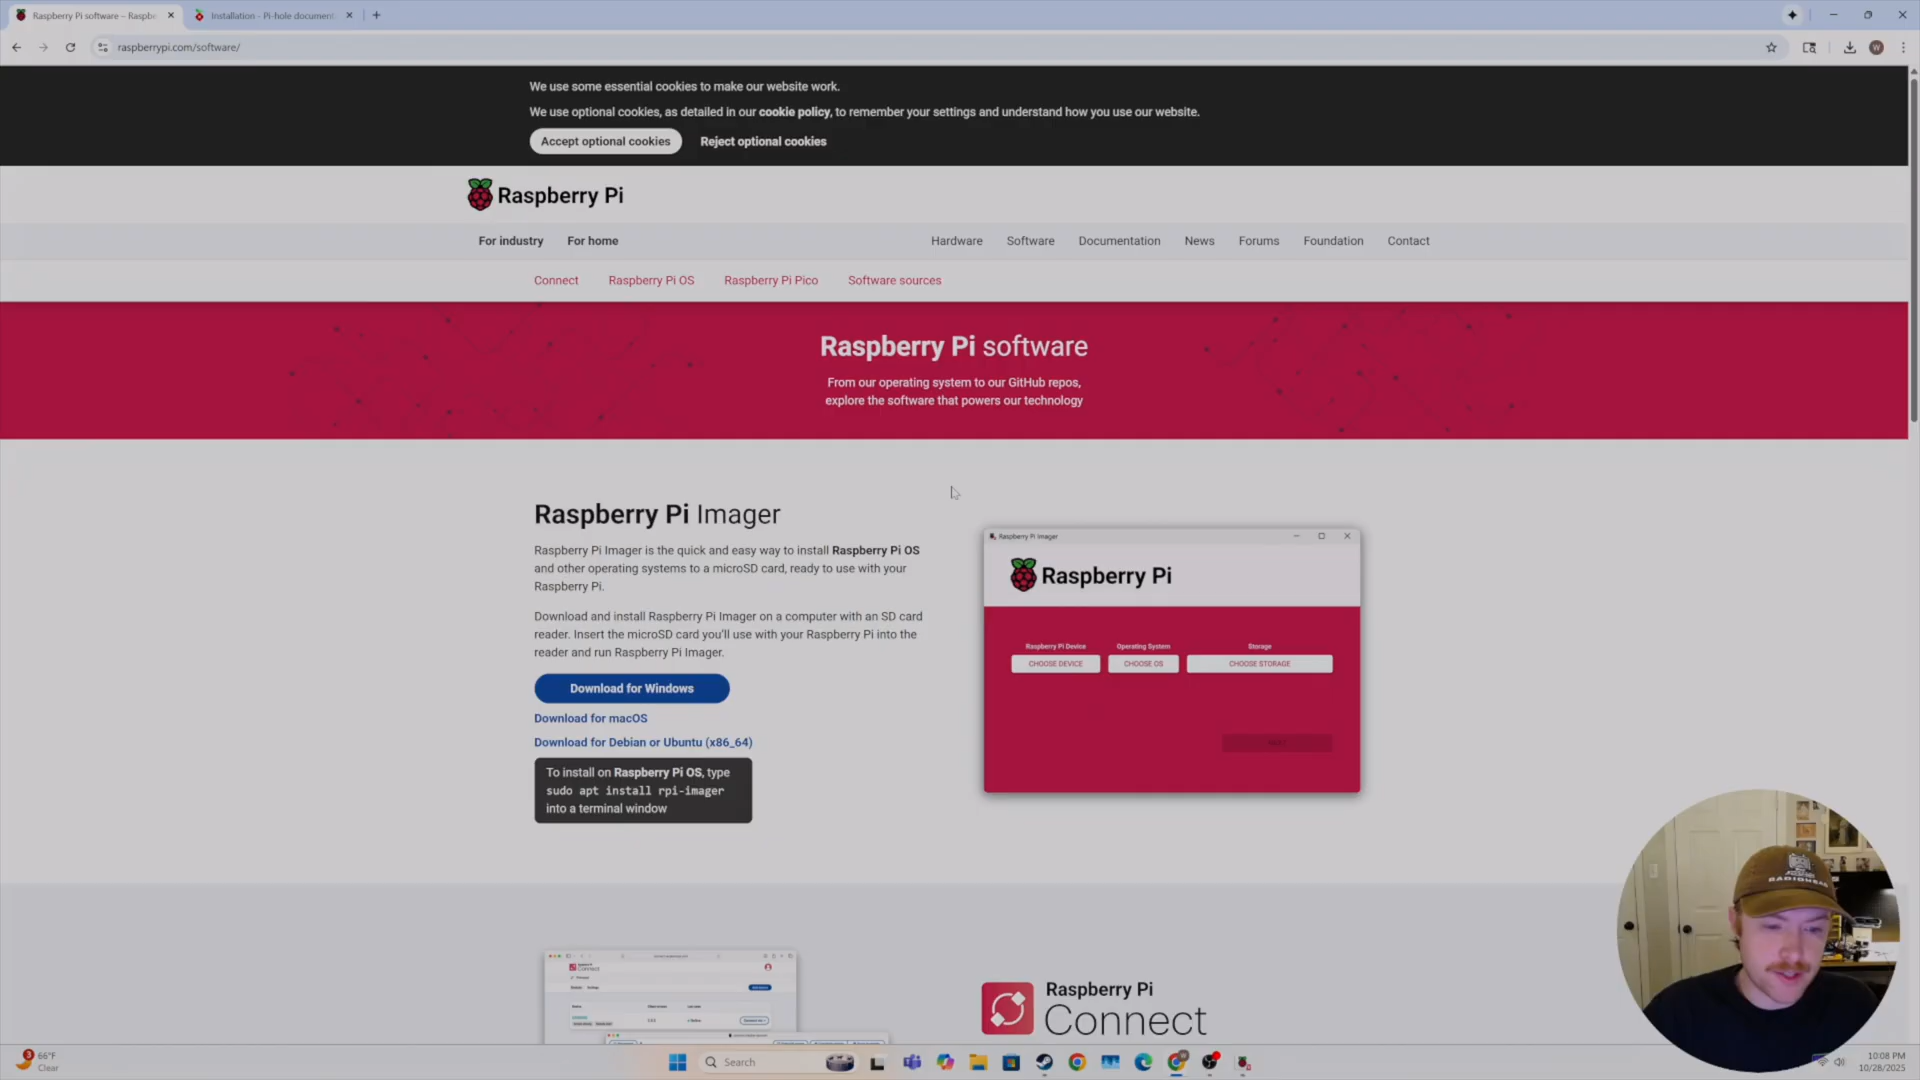 Raspberry Pi software – Raspbe
Installation - Pi-hole document
raspberrypi.com/software/
We use some essential cookies to make our website work.
We use optional cookies, as detailed in our cookie policy, to remember your settings and understand how you use our website.
Accept optional cookies
Reject optional cookies
Raspberry Pi
For industry
For home
Hardware
Software
Documentation
News
Forums
Foundation
Contact
Connect
Raspberry Pi OS
Raspberry Pi Pico
Software sources
Raspberry Pi software
From our operating system to our GitHub repos,
explore the software that powers our technology
Raspberry Pi Imager
Raspberry Pi Imager is the quick and easy way to install Raspberry Pi OS
and other operating systems to a microSD card, ready to use with your
Raspberry Pi.
Download and install Raspberry Pi Imager on a computer with an SD card
reader. Insert the microSD card you'll use with your Raspberry Pi into the
reader and run Raspberry Pi Imager.
Download for Windows
Download for macOS
Download for Debian or Ubuntu (x86_64)
To install on Raspberry Pi OS, type
sudo apt install rpi-imager
into a terminal window
Raspberry Pi Imager
Raspberry Pi
Raspberry Pi Device
Operating System
Storage
CHOOSE DEVICE
CHOOSE OS
CHOOSE STORAGE
NEXT
Raspberry Pi
Connect
RADIOHEAD
3
66°F
Clear
Search
10:08 PM
10/28/2025